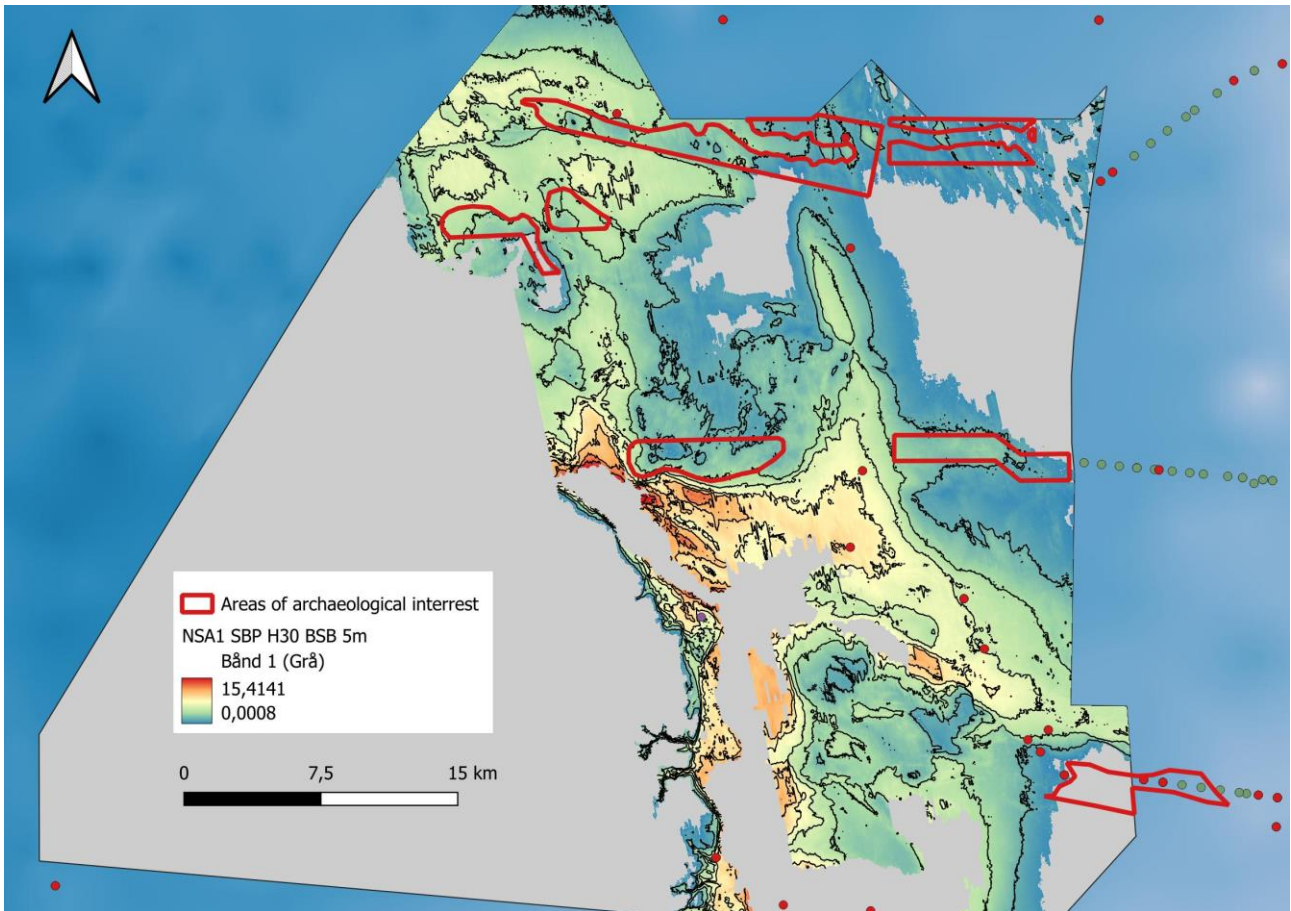 Areas of archaeological interrest
NSA1 SBP H30 BSB 5m
Bånd 1 (Grå)
15,4141
0,0008
0 7,5 15 km